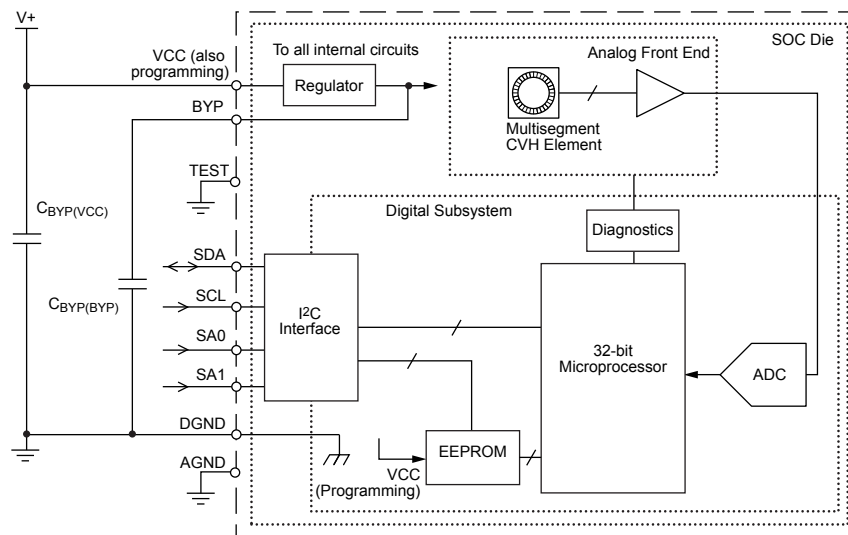 V+
SOC Die
VCC (also
programming)
To all internal circuits
Regulator
Analog Front End
Multisegment
CVH Element
BYP
TEST
CBYP(VCC)
Digital Subsystem
Diagnostics
SDA
CBYP(BYP)
SCL
I2C
Interface
SA0
32-bit
Microprocessor
ADC
SA1
DGND
EEPROM
VCC
(Programming)
AGND